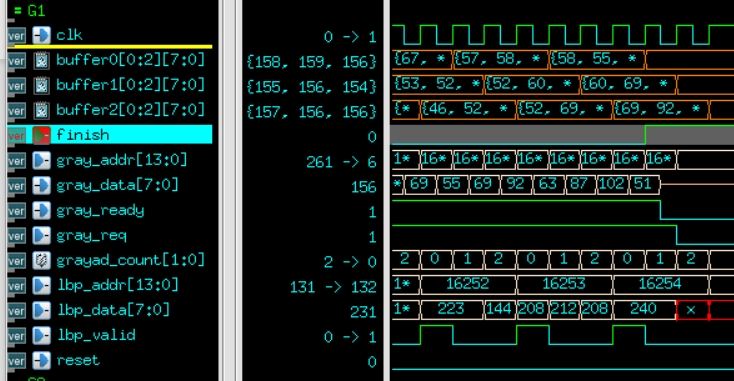 = G1
ver clk 0 -> 1
ver buffer0[0:2][7:0] {158, 159, 156} {67, * {57, 58, * {58, 55, *
ver buffer1[0:2][7:0] {155, 156, 154} {53, 52, * {52, 60, * {60, 69, *
ver buffer2[0:2][7:0] {157, 156, 156} {* {46, 52, * {52, 69, * {69, 92, *
ver finish 0
ver gray_addr[13:0] 261 -> 6 1* 16* 16* 16* 16* 16* 16* 16* 16*
ver gray_data[7:0] 156 * 69 55 69 92 63 87 102 51
ver gray_ready 1
ver gray_req 1
ver grayad_count[1:0] 2 -> 0 2 0 1 2 0 1 2 0 1 2
ver lbp_addr[13:0] 131 -> 132 1* 16252 16253 16254
ver lbp_data[7:0] 231 1* 223 144 208 212 208 240 x
ver lbp_valid 0 -> 1
ver reset 0